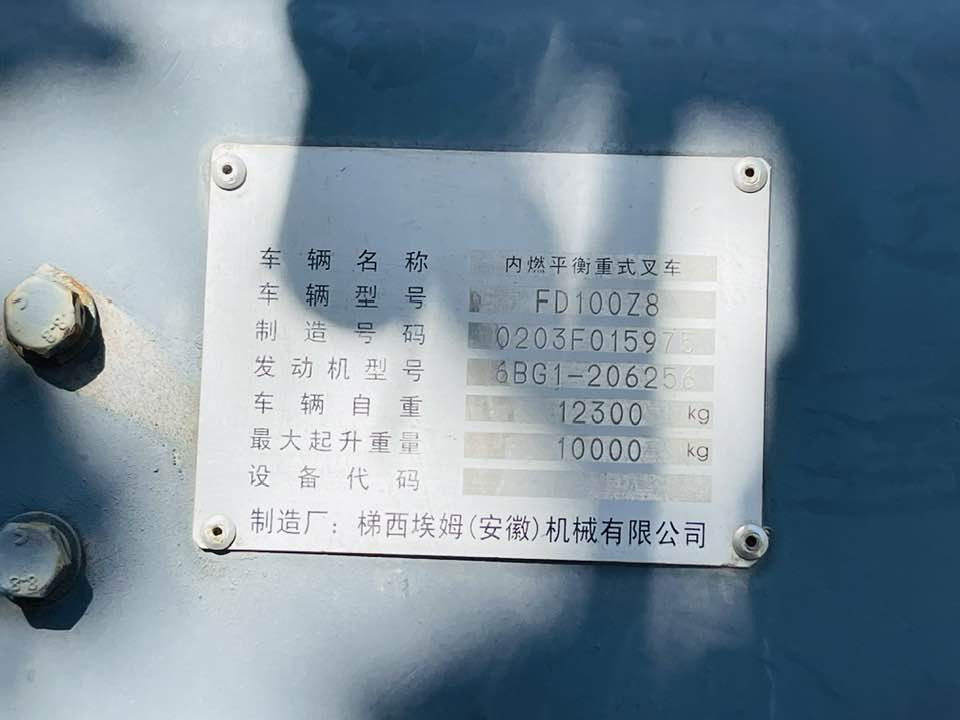 车辆名称 内燃平衡重式叉车
车辆型号 FD100Z8
制造号码 0203F015975
发动机型号 6BG1-206256
车辆自重 12300 kg
最大起升重量 10000 kg
设备代码
制造厂：梯西埃姆(安徽)机械有限公司
8.8